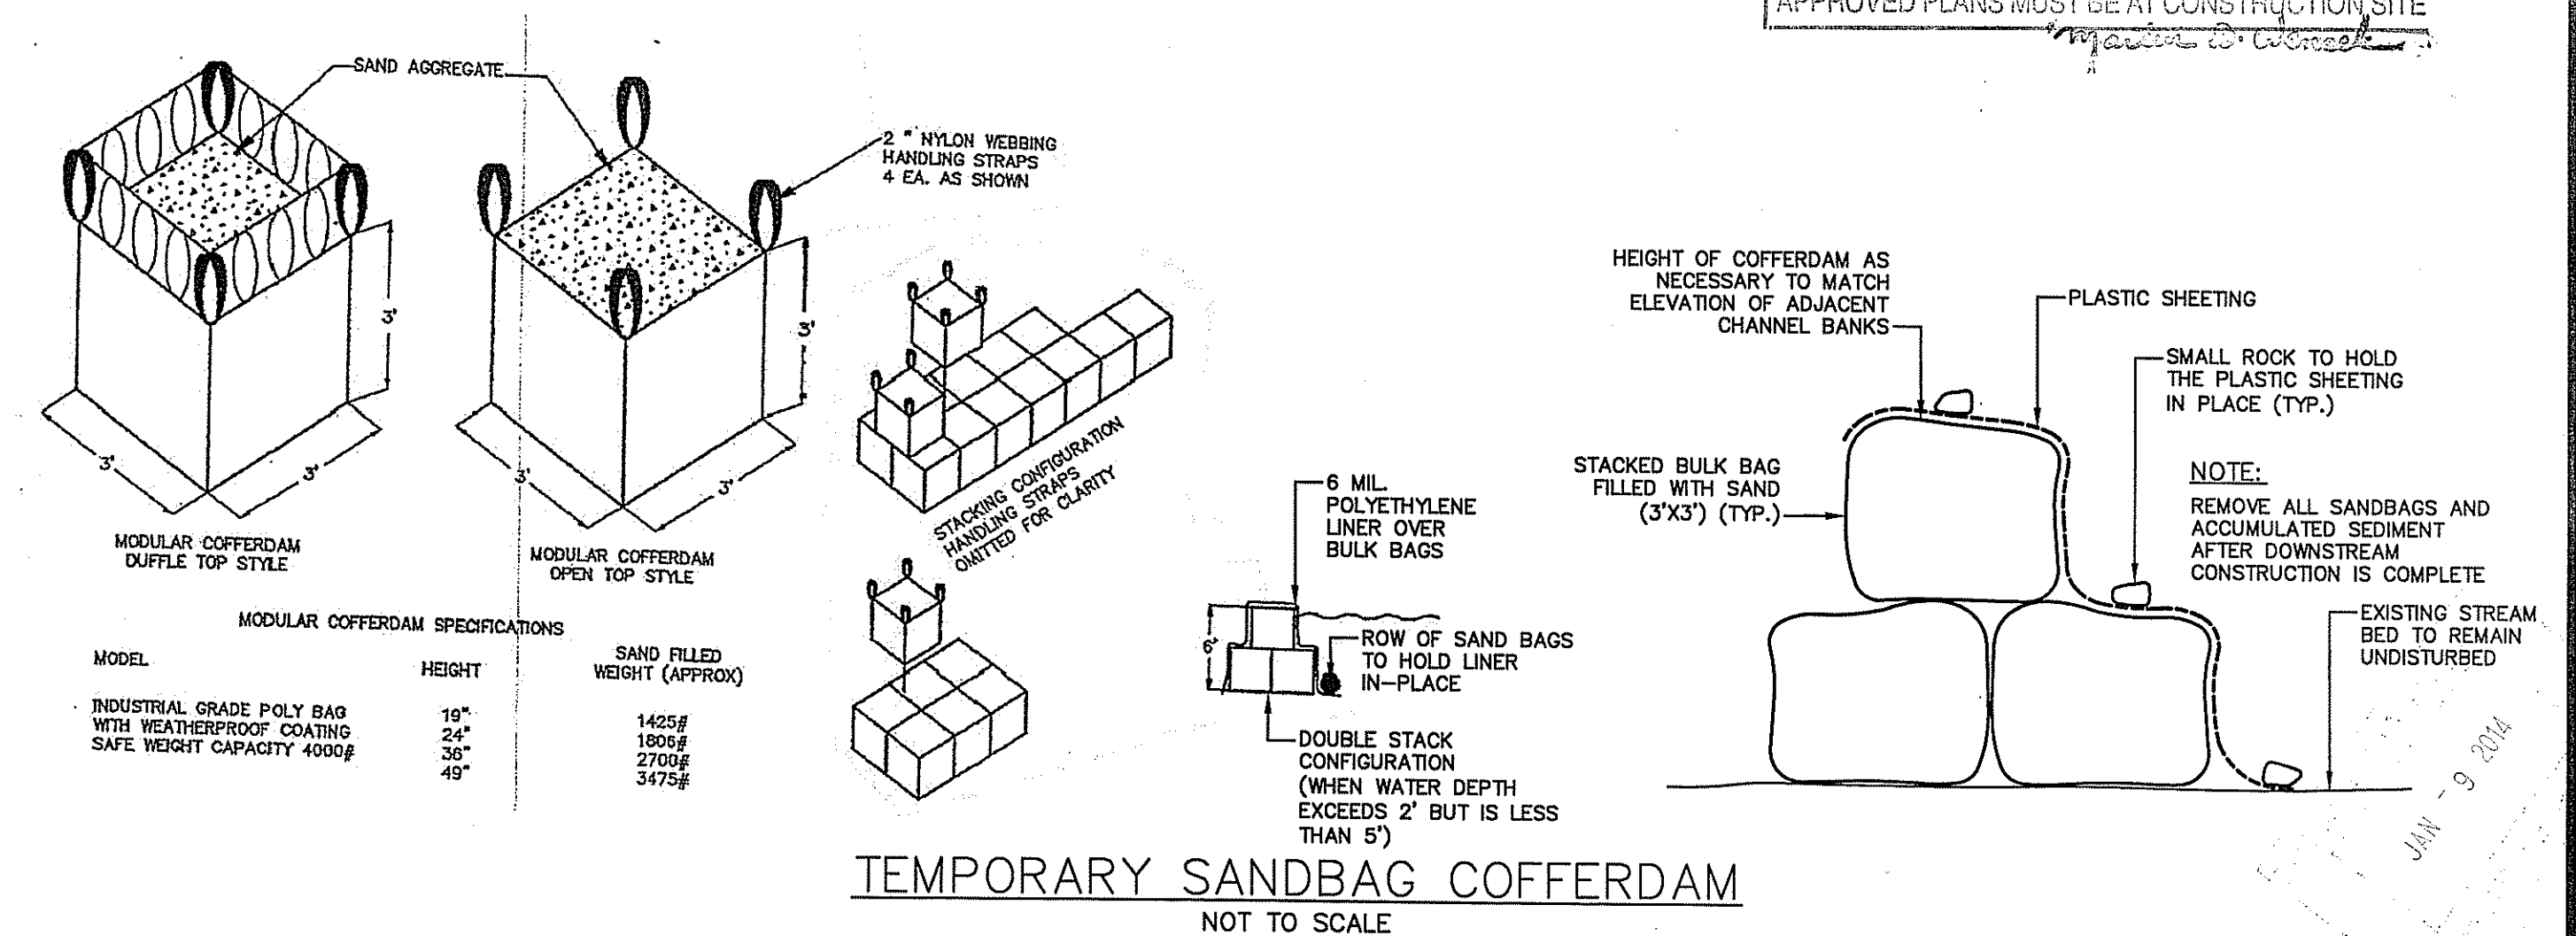 APPROVED PLANS MUST BE AT CONSTRUCTION SITE
SAND AGGREGATE
2 " NYLON WEBBING
HANDLING STRAPS
4 EA. AS SHOWN
3'
3'
3'
3'
3'
3'
MODULAR COFFERDAM
DUFFLE TOP STYLE
MODULAR COFFERDAM
OPEN TOP STYLE
STACKING CONFIGURATION
HANDLING STRAPS
OMITTED FOR CLARITY
MODULAR COFFERDAM SPECIFICATIONS
MODEL HEIGHT SAND FILLED
WEIGHT (APPROX)
INDUSTRIAL GRADE POLY BAG 19" 1425#
WITH WEATHERPROOF COATING 24" 1806#
SAFE WEIGHT CAPACITY 4000# 36" 2700#
49" 3475#
6 MIL.
POLYETHYLENE
LINER OVER
BULK BAGS
6'
ROW OF SAND BAGS
TO HOLD LINER
IN-PLACE
DOUBLE STACK
CONFIGURATION
(WHEN WATER DEPTH
EXCEEDS 2' BUT IS LESS
THAN 5')
HEIGHT OF COFFERDAM AS
NECESSARY TO MATCH
ELEVATION OF ADJACENT
CHANNEL BANKS
PLASTIC SHEETING
SMALL ROCK TO HOLD
THE PLASTIC SHEETING
IN PLACE (TYP.)
STACKED BULK BAG
FILLED WITH SAND
(3'X3') (TYP.)
NOTE:
REMOVE ALL SANDBAGS AND
ACCUMULATED SEDIMENT
AFTER DOWNSTREAM
CONSTRUCTION IS COMPLETE
EXISTING STREAM
BED TO REMAIN
UNDISTURBED
JAN - 9 2014
TEMPORARY SANDBAG COFFERDAM
NOT TO SCALE